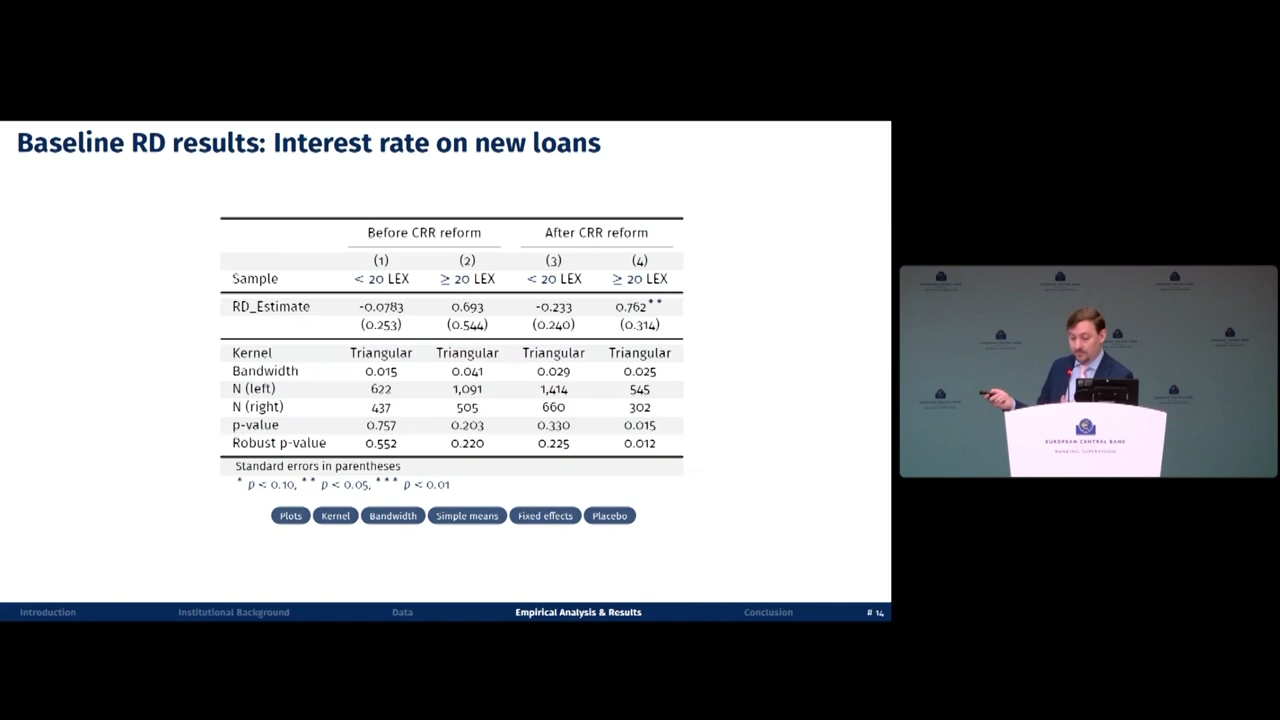 Baseline RD results: Interest rate on new loans
Before CRR reform After CRR reform
(1) (2) (3) (4)
Sample < 20 LEX ≥ 20 LEX < 20 LEX ≥ 20 LEX
RD_Estimate -0.0783 0.693 -0.233 0.762**
(0.253) (0.544) (0.240) (0.314)
Kernel Triangular Triangular Triangular Triangular
Bandwidth 0.015 0.041 0.029 0.025
N (left) 622 1,091 1,414 545
N (right) 437 505 660 302
p-value 0.757 0.203 0.330 0.015
Robust p-value 0.552 0.220 0.225 0.012
Standard errors in parentheses
* p < 0.10, ** p < 0.05, *** p < 0.01
Plots Kernel Bandwidth Simple means Fixed effects Placebo
Introduction Institutional Background Data Empirical Analysis & Results Conclusion # 14
EUROPEAN CENTRAL BANK
BANKING SUPERVISION